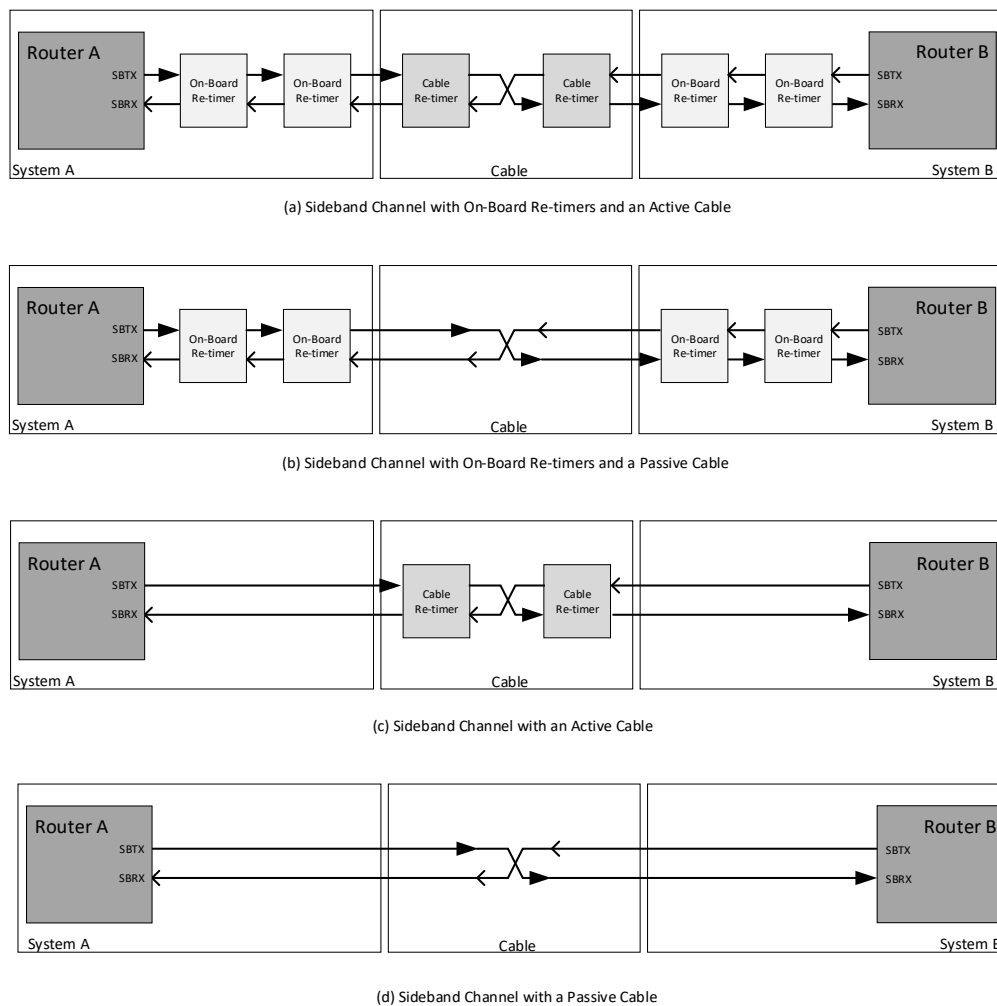 Router A
Router B
SBTX
SBRX
On-Board
Re-timer
On-Board
Re-timer
Cable
Re-timer
Cable
Re-timer
On-Board
Re-timer
On-Board
Re-timer
SBTX
SBRX
System A
Cable
System B
(a) Sideband Channel with On-Board Re-timers and an Active Cable
Router A
Router B
SBTX
SBRX
On-Board
Re-timer
On-Board
Re-timer
On-Board
Re-timer
On-Board
Re-timer
SBTX
SBRX
System A
Cable
System B
(b) Sideband Channel with On-Board Re-timers and a Passive Cable
Router A
Router B
SBTX
SBRX
Cable
Re-timer
Cable
Re-timer
SBTX
SBRX
System A
Cable
System B
(c) Sideband Channel with an Active Cable
Router A
Router B
SBTX
SBRX
SBTX
SBRX
System A
Cable
System B
(d) Sideband Channel with a Passive Cable